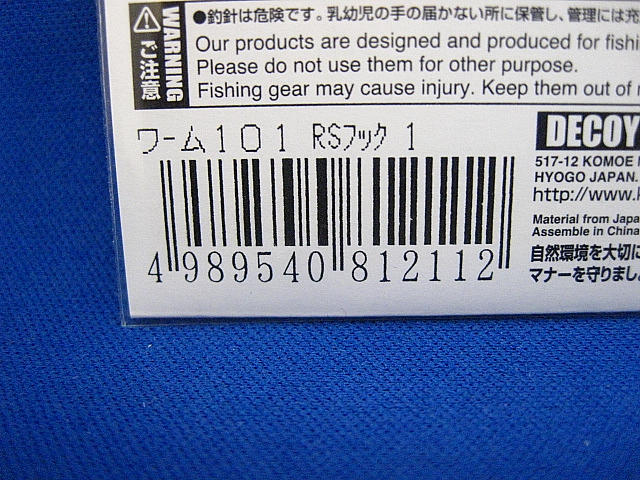 WARNING
ご注意
●釣針は危険です。乳幼児の手の届かない所に保管し、管理には充
Our products are designed and produced for fishi
Please do not use them for other purpose.
Fishing gear may cause injury. Keep them out of
ワーム101 RSフック 1
4 989540 812112
DECOY
517-12 KOMOE
HYOGO JAPAN.
http://www.
Material from Japa
Assemble in China
自然環境を大切に
マナーを守りまし